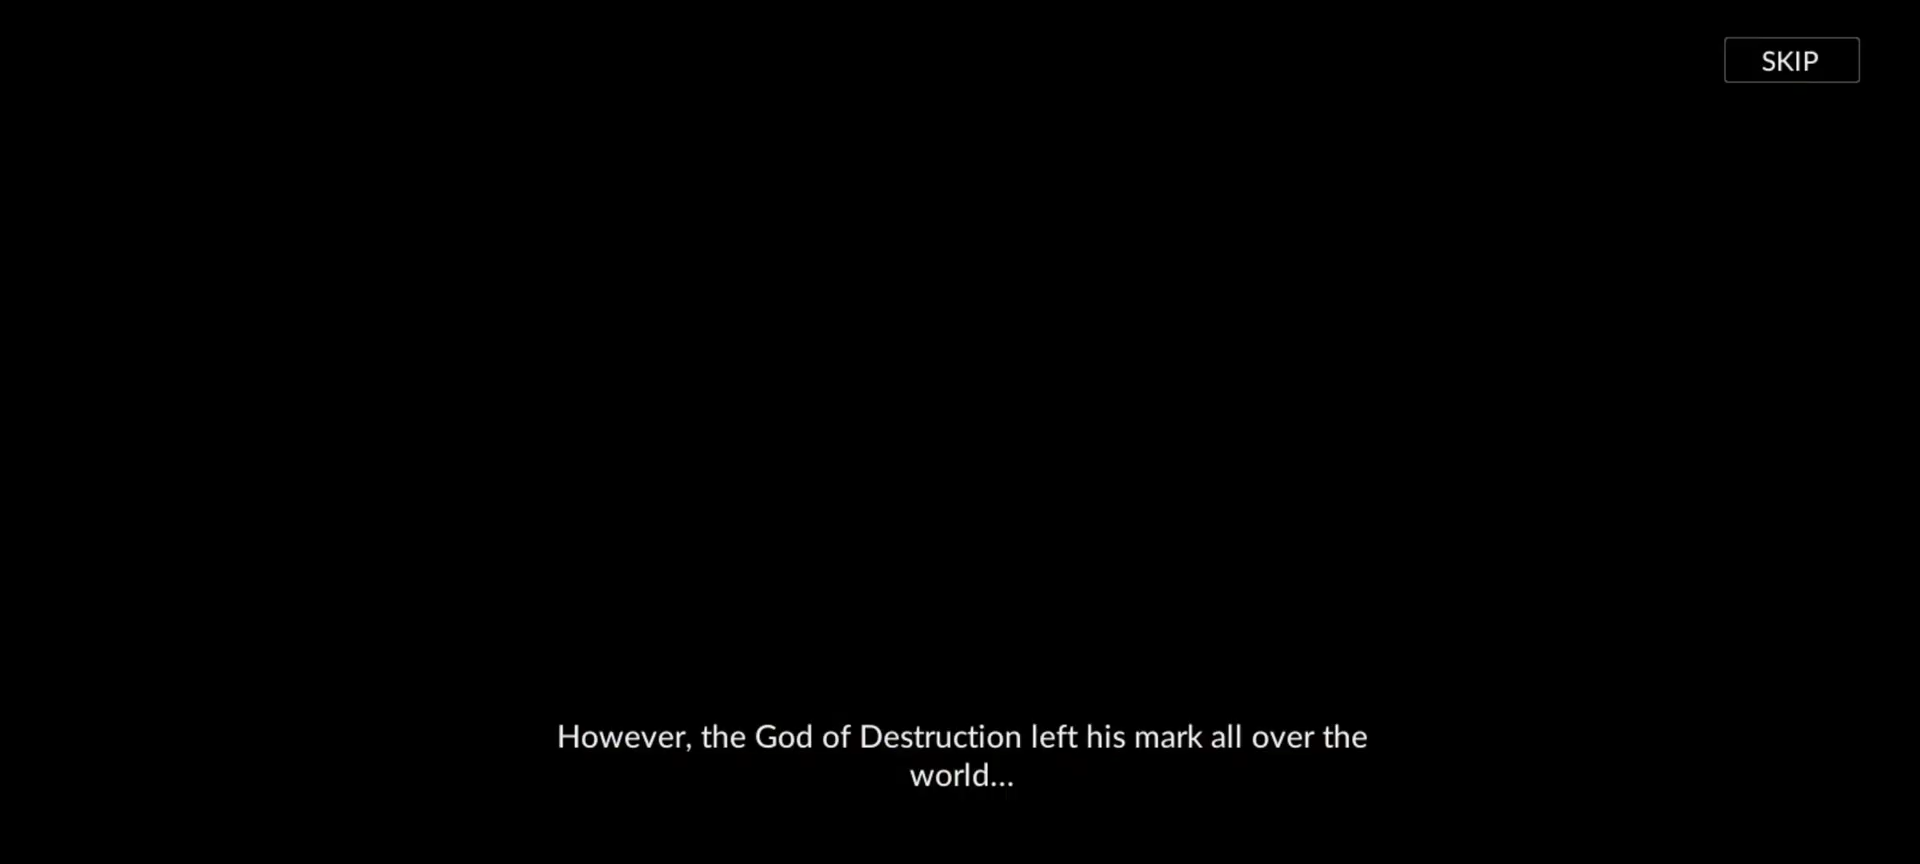 SKIP
However, the God of Destruction left his mark all over the
world...